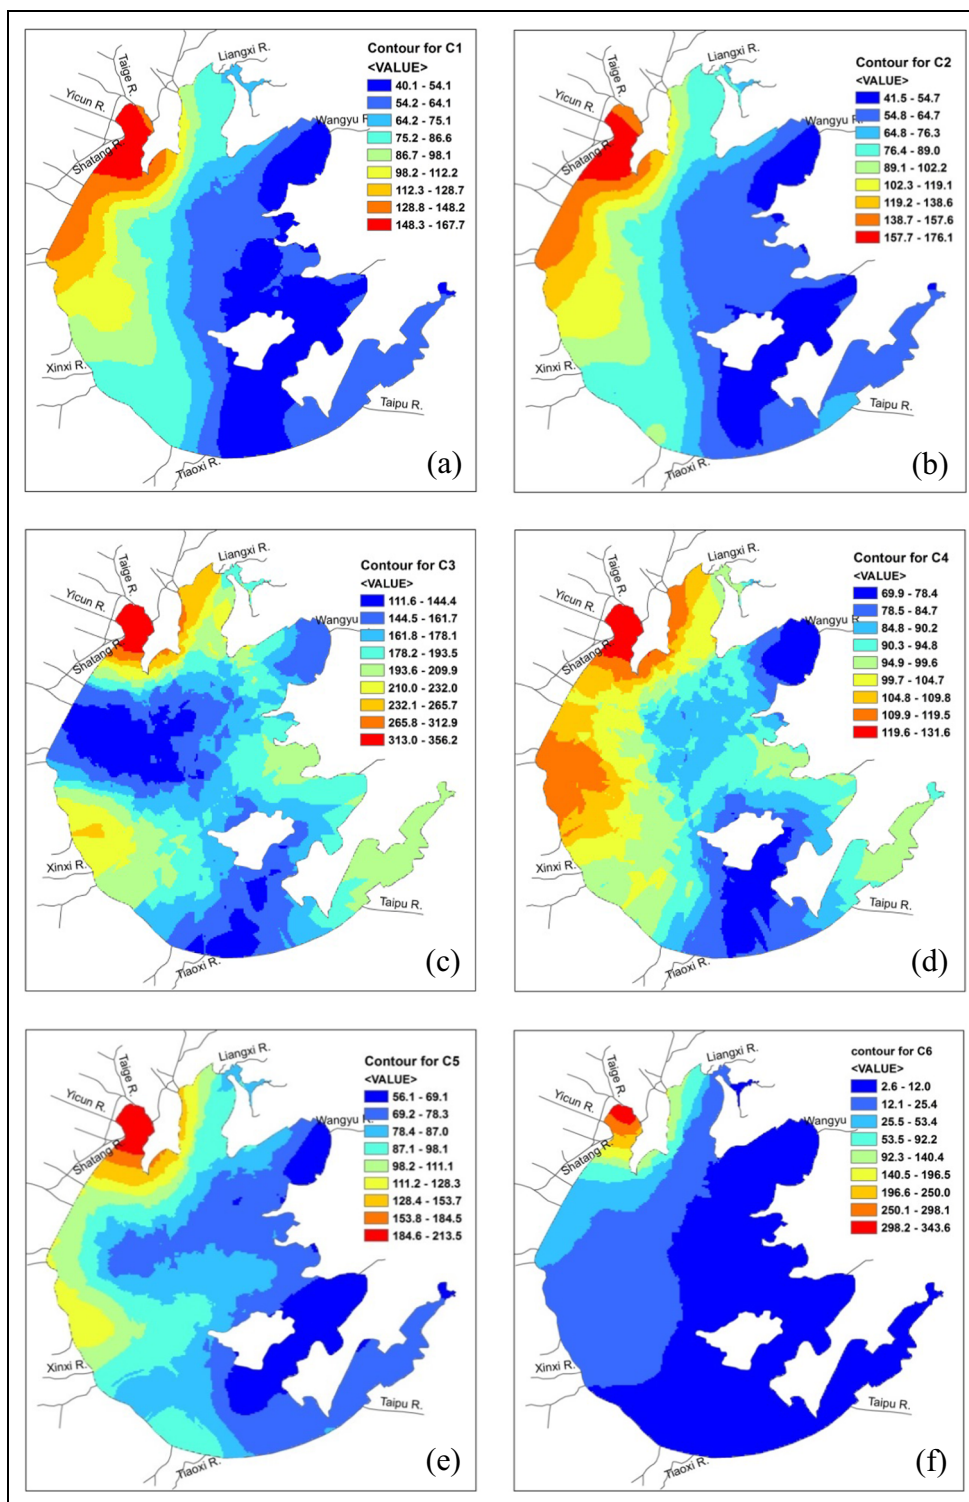 Contour for C1
<VALUE>
40.1 - 54.1
54.2 - 64.1
64.2 - 75.1
75.2 - 86.6
86.7 - 98.1
98.2 - 112.2
112.3 - 128.7
128.8 - 148.2
148.3 - 167.7
Liangxi R.
Taige R.
Yicun R.
Shatang R.
Wangyu R.
Xinxi R.
Taipu R.
Tiaoxi R.
(a)
Contour for C2
<VALUE>
41.5 - 54.7
54.8 - 64.7
64.8 - 76.3
76.4 - 89.0
89.1 - 102.2
102.3 - 119.1
119.2 - 138.6
138.7 - 157.6
157.7 - 176.1
Liangxi R.
Taige R.
Yicun R.
Shatang R.
Wangyu R.
Xinxi R.
Taipu R.
Tiaoxi R.
(b)
Contour for C3
<VALUE>
111.6 - 144.4
144.5 - 161.7
161.8 - 178.1
178.2 - 193.5
193.6 - 209.9
210.0 - 232.0
232.1 - 265.7
265.8 - 312.9
313.0 - 356.2
Liangxi R.
Taige R.
Yicun R.
Shatang R.
Wangyu
Xinxi R.
Taipu R.
Tiaoxi R.
(c)
Contour for C4
<VALUE>
69.9 - 78.4
78.5 - 84.7
84.8 - 90.2
90.3 - 94.8
94.9 - 99.6
99.7 - 104.7
104.8 - 109.8
109.9 - 119.5
119.6 - 131.6
Liangxi R.
Taige R.
Yicun R.
Shatang R.
Wangyu R.
Xinxi R.
Taipu R.
Tiaoxi R.
(d)
Contour for C5
<VALUE>
56.1 - 69.1
69.2 - 78.3
78.4 - 87.0
87.1 - 98.1
98.2 - 111.1
111.2 - 128.3
128.4 - 153.7
153.8 - 184.5
184.6 - 213.5
Liangxi R.
Taige R.
Yicun R.
Shatang R.
Wangyu R.
Xinxi R.
Taipu R.
Tiaoxi R.
(e)
contour for C6
<VALUE>
2.6 - 12.0
12.1 - 25.4
25.5 - 53.4
53.5 - 92.2
92.3 - 140.4
140.5 - 196.5
196.6 - 250.0
250.1 - 298.1
298.2 - 343.6
Liangxi R.
Taige R.
Yicun R.
Shatang R.
Wangyu
Xinxi R.
Taipu R.
Tiaoxi R.
(f)